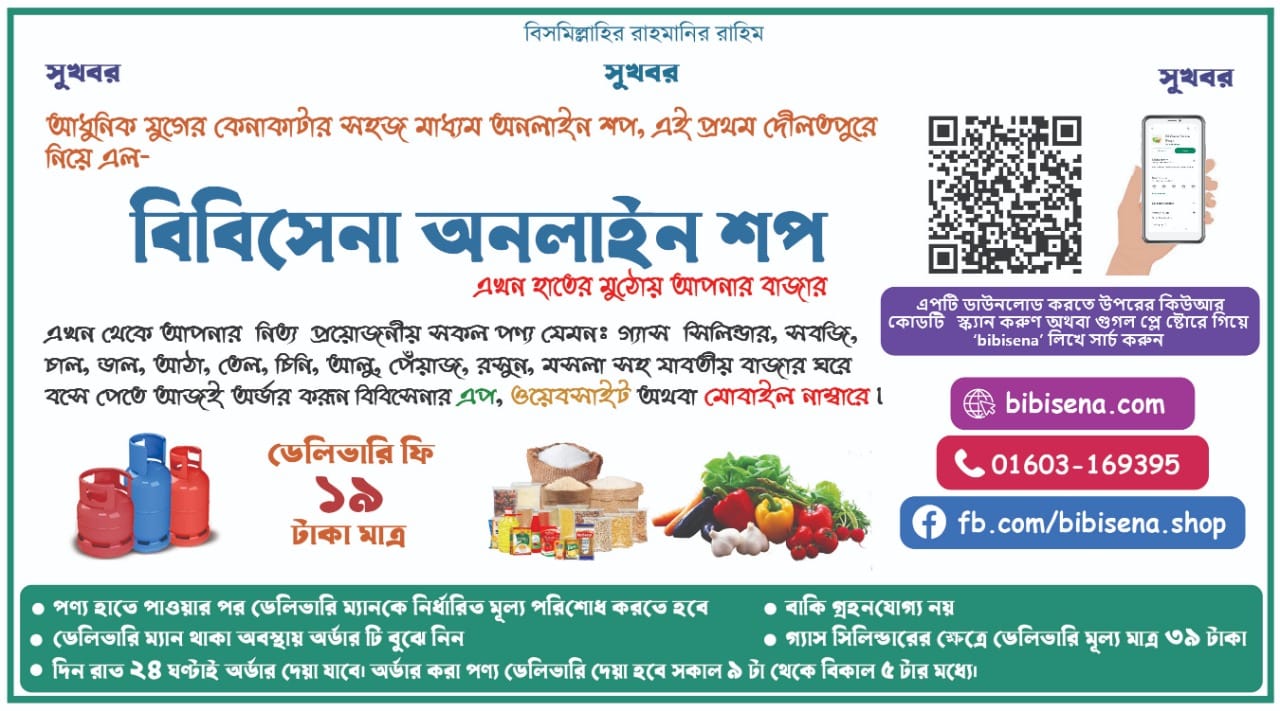 বিসমিল্লাহির রাহমানির রাহিম
সুখবর
সুখবর
সুখবর
আধুনিক যুগের কেনাকাটার সহজ মাধ্যম অনলাইন শপ, এই প্রথম দৌলতপুরে
নিয়ে এল-
বিবিসেনা অনলাইন শপ
এখন হাতের মুঠোয় আপনার বাজার
এখন থেকে আপনার নিত্য প্রয়োজনীয় সকল পণ্য যেমনঃ গ্যাস সিলিন্ডার, সবজি,
চাল, ডাল, আঠা, তেল, চিনি, আলু, পেঁয়াজ, রসুন, মসলা সহ যাবতীয় বাজার ঘরে
বসে পেতে আজই অর্ডার করুন বিবিসেনার এপ, ওয়েবসাইট অথবা মোবাইল নাম্বারে।
ডেলিভারি ফি
১৯
টাকা মাত্র
এপটি ডাউনলোড করতে উপরের কিউআর
কোডটি স্ক্যান করুণ অথবা গুগল প্লে ষ্টোরে গিয়ে
‘bibisena’ লিখে সার্চ করুন
bibisena.com
01603-169395
fb.com/bibisena.shop
• পণ্য হাতে পাওয়ার পর ডেলিভারি ম্যানকে নির্ধারিত মূল্য পরিশোধ করতে হবে
• বাকি গ্রহনযোগ্য নয়
• ডেলিভারি ম্যান থাকা অবস্থায় অর্ডার টি বুঝে নিন
• গ্যাস সিলিন্ডারের ক্ষেত্রে ডেলিভারি মূল্য মাত্র ৩৯ টাকা
• দিন রাত ২৪ ঘণ্টাই অর্ডার দেয়া যাবে। অর্ডার করা পণ্য ডেলিভারি দেয়া হবে সকাল ৯ টা থেকে বিকাল ৫ টার মধ্যে।